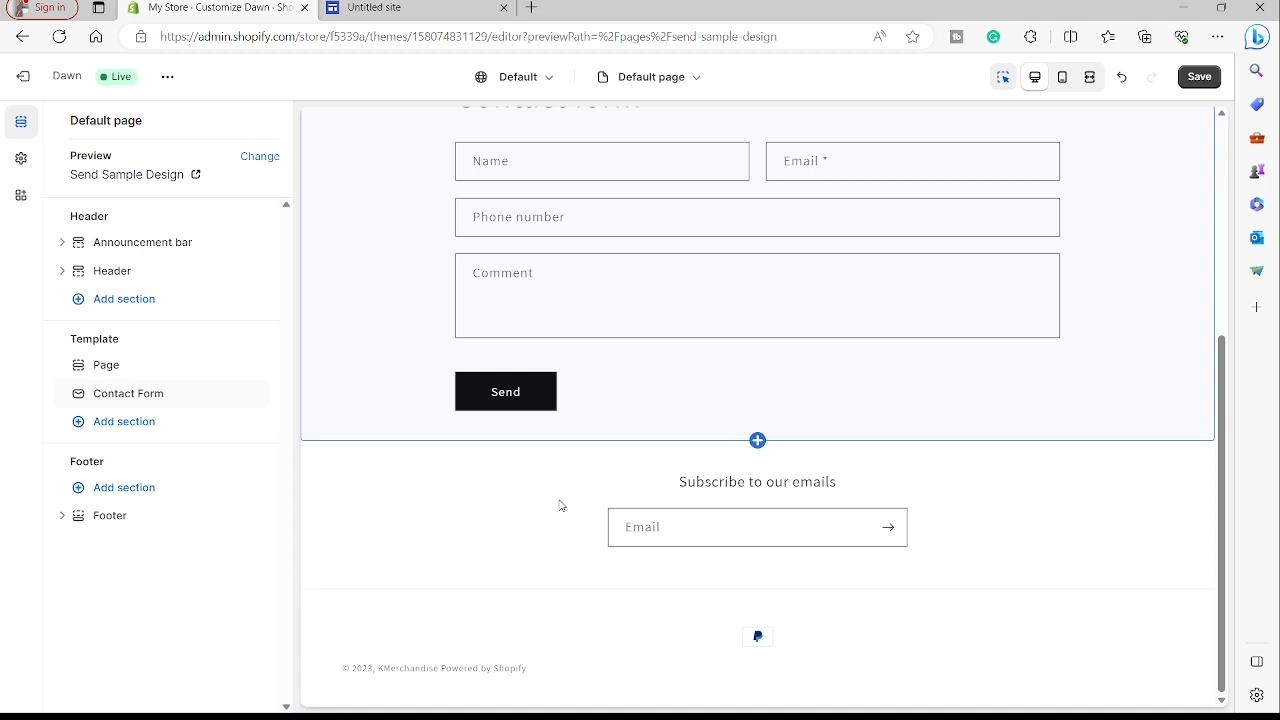 Sign in
My Store · Customize Dawn · Sho
Untitled site
https://admin.shopify.com/store/f5339a/themes/158074831129/editor?previewPath=%2Fpages%2Fsend-sample-design
Dawn
Live
Default
Default page
Save
Default page
Preview
Change
Send Sample Design
Header
Announcement bar
Header
Add section
Template
Page
Contact Form
Add section
Footer
Add section
Footer
Name
Email *
Phone number
Comment
Send
Subscribe to our emails
Email
© 2023, KMerchandise Powered by Shopify